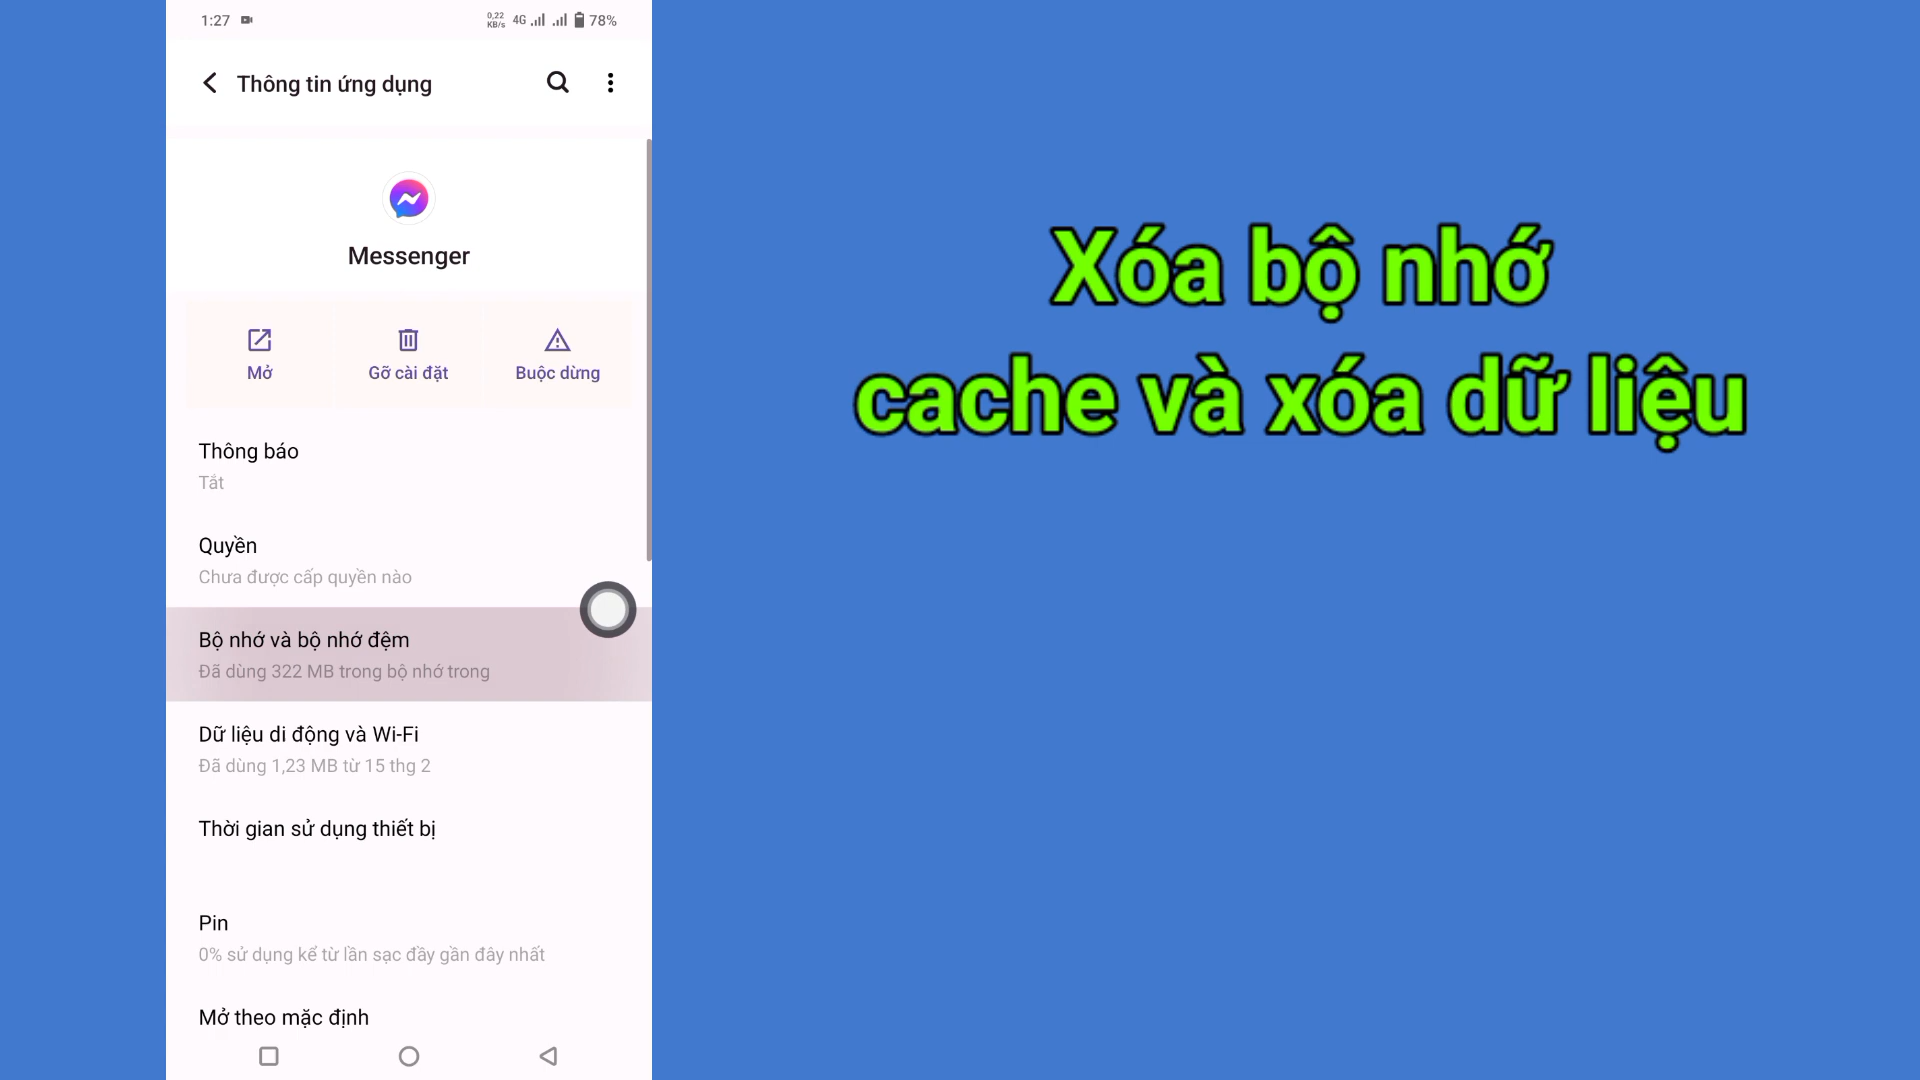 1:27
0,22 KB/s 4G 78%
Thông tin ứng dụng
Messenger
Mở
Gỡ cài đặt
Buộc dừng
Thông báo
Tắt
Quyền
Chưa được cấp quyền nào
Bộ nhớ và bộ nhớ đệm
Đã dùng 322 MB trong bộ nhớ trong
Dữ liệu di động và Wi-Fi
Đã dùng 1,23 MB từ 15 thg 2
Thời gian sử dụng thiết bị
Pin
0% sử dụng kể từ lần sạc đầy gần đây nhất
Mở theo mặc định
Xóa bộ nhớ
cache và xóa dữ liệu